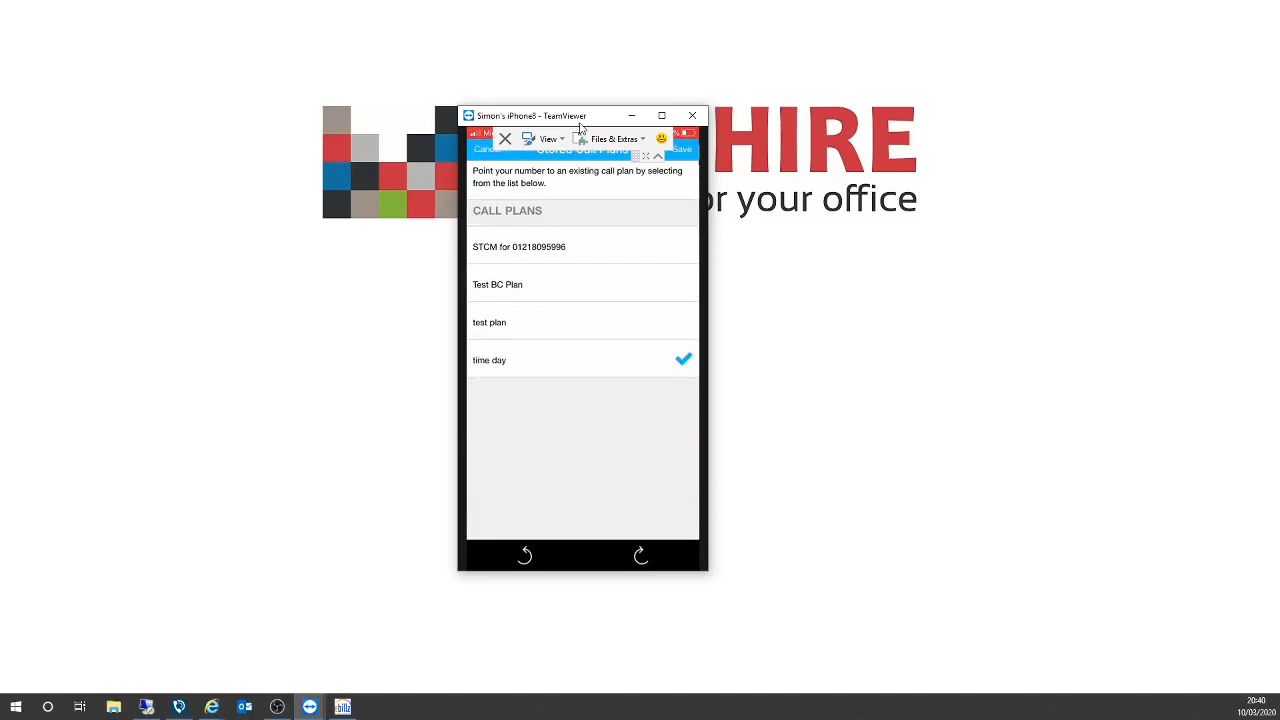 Simon's iPhone8 - TeamViewer
View
Files & Extras
%
Save
Point your number to an existing call plan by selecting
from the list below.
CALL PLANS
STCM for 01218095996
Test BC Plan
test plan
time day
HIRE
or your office
ebillz
20:40
10/03/2020